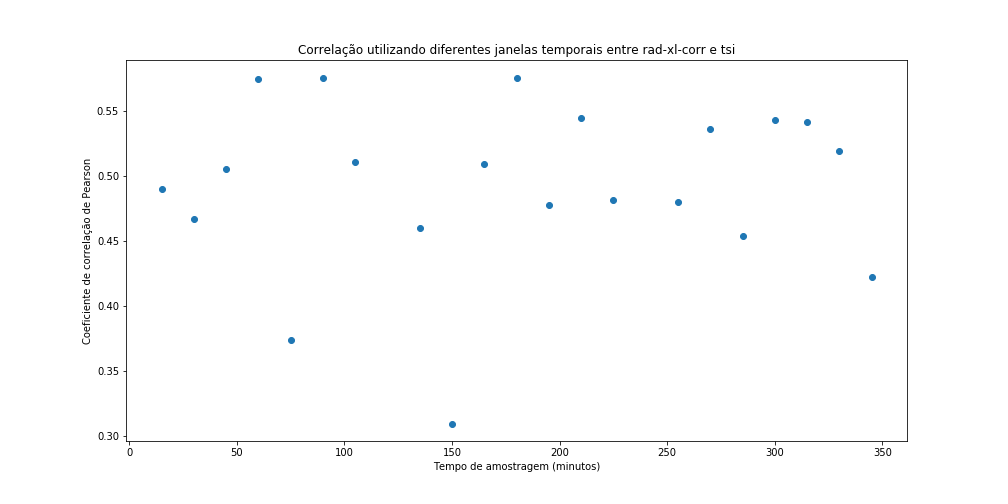 Correlação utilizando diferentes janelas temporais entre rad-xl-corr e tsi
Coeficiente de correlação de Pearson
0.55
0.50
0.45
0.40
0.35
0.30
0 50 100 150 200 250 300 350
Tempo de amostragem (minutos)